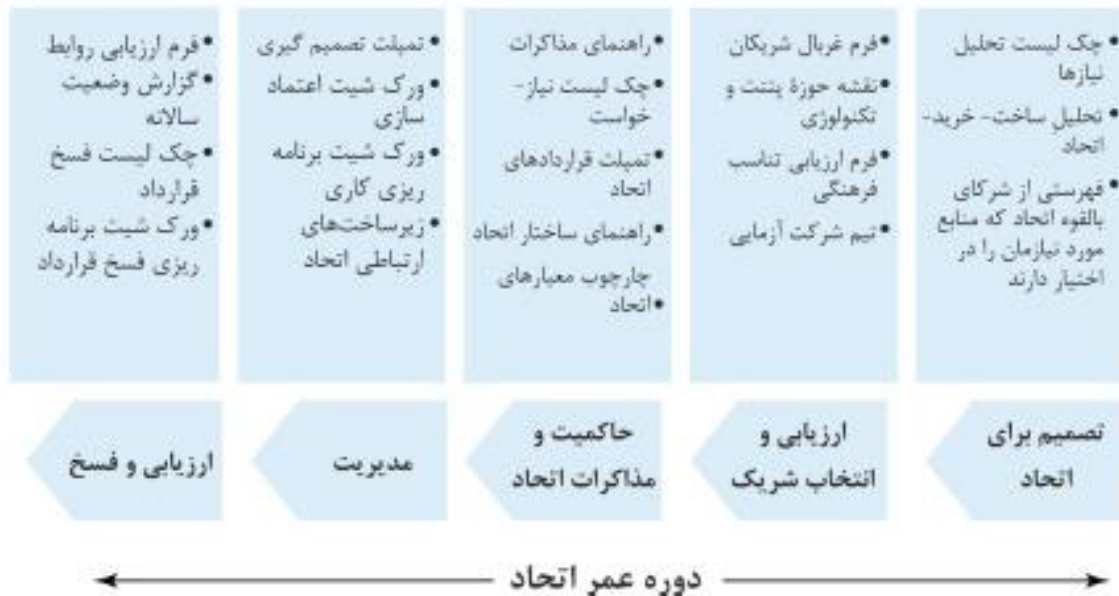 چک لیست تحلیل
نیازها
تحلیل ساخت- خرید-
اتحاد
فهرستی از شرکای
بالقوه اتحاد که منابع
مورد نیازمان را در
اختیار دارند
فرم غربال شریکان
نقشه حوزهٔ پتنت و
تکنولوژی
فرم ارزیابی تناسب
فرهنگی
تیم شرکت آزمایی
راهنمای مذاکرات
چک لیست نیاز-
خواست
تمپلت قراردادهای
اتحاد
راهنمای ساختار اتحاد
چارچوب معیارهای
اتحاد
تمپلت تصمیم گیری
ورک شیت اعتماد
سازی
ورک شیت برنامه
ریزی کاری
زیرساخت‌های
ارتباطی اتحاد
فرم ارزیابی روابط
گزارش وضعیت
سالانه
چک لیست فسخ
قرارداد
ورک شیت برنامه
ریزی فسخ قرارداد
تصمیم برای
اتحاد
ارزیابی و
انتخاب شریک
حاکمیت و
مذاکرات اتحاد
مدیریت
ارزیابی و فسخ
دوره عمر اتحاد